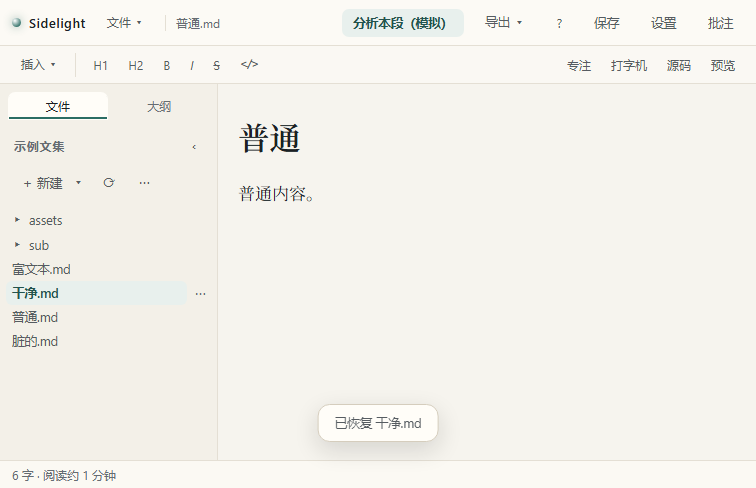 Sidelight 文件 普通.md 分析本段（模拟） 导出 ? 保存 设置 批注
插入 H1 H2 B I S </> 专注 打字机 源码 预览
文件 大纲
示例文集
+ 新建 ...
assets
sub
富文本.md
干净.md ...
普通.md
脏的.md
普通
普通内容。
已恢复 干净.md
6 字 · 阅读约 1 分钟